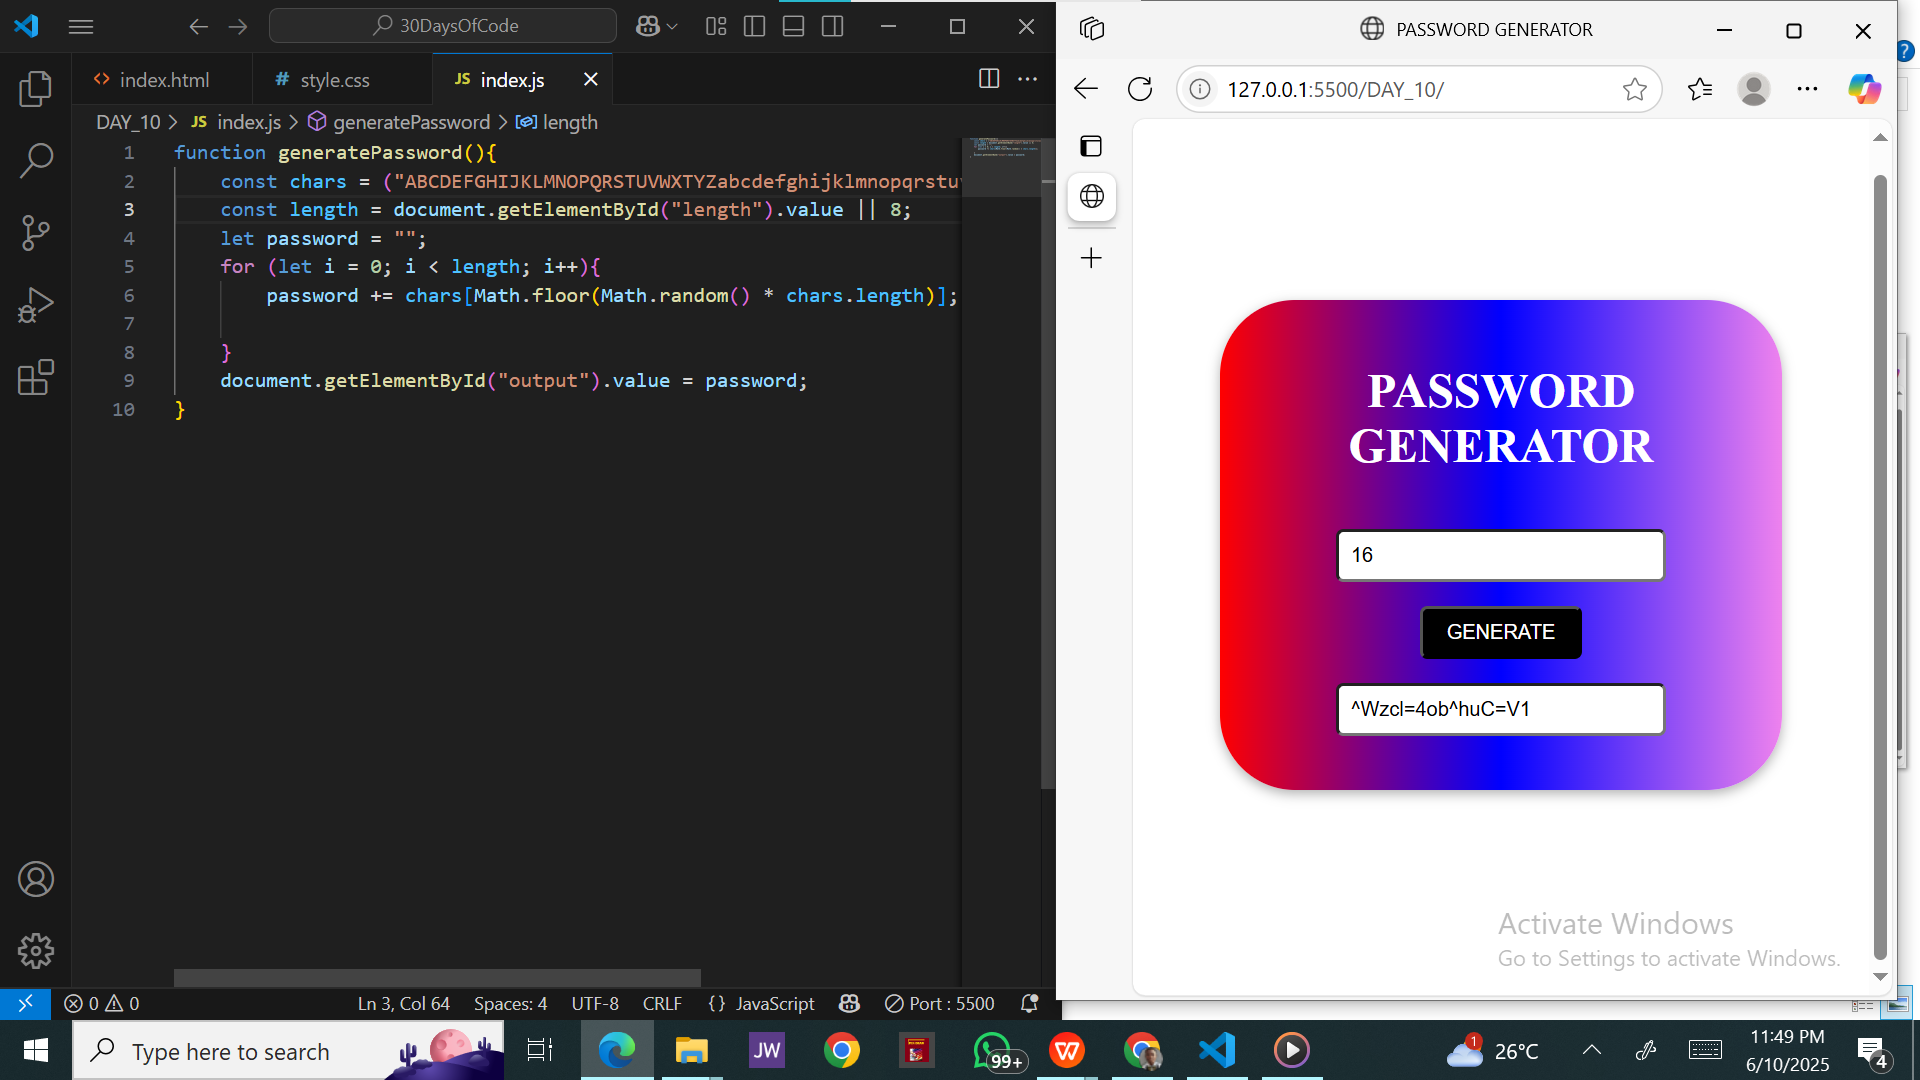 30DaysOfCode
index.html
style.css
JS index.js
DAY_10 > JS index.js > generatePassword > length
1 function generatePassword(){
2 const chars = ("ABCDEFGHIJKLMNOPQRSTUVWXTYZabcdefghijklmnopqrstuv
3 const length = document.getElementById("length").value || 8;
4 let password = "";
5 for (let i = 0; i < length; i++){
6 password += chars[Math.floor(Math.random() * chars.length)];
7
8 }
9 document.getElementById("output").value = password;
10 }
0 0 Ln 3, Col 64 Spaces: 4 UTF-8 CRLF {} JavaScript Port : 5500
PASSWORD GENERATOR
127.0.0.1:5500/DAY_10/
PASSWORD
GENERATOR
16
GENERATE
^Wzcl=4ob^huC=V1
Activate Windows
Go to Settings to activate Windows.
Type here to search
JW
99+
W
1
26°C
11:49 PM
6/10/2025
4